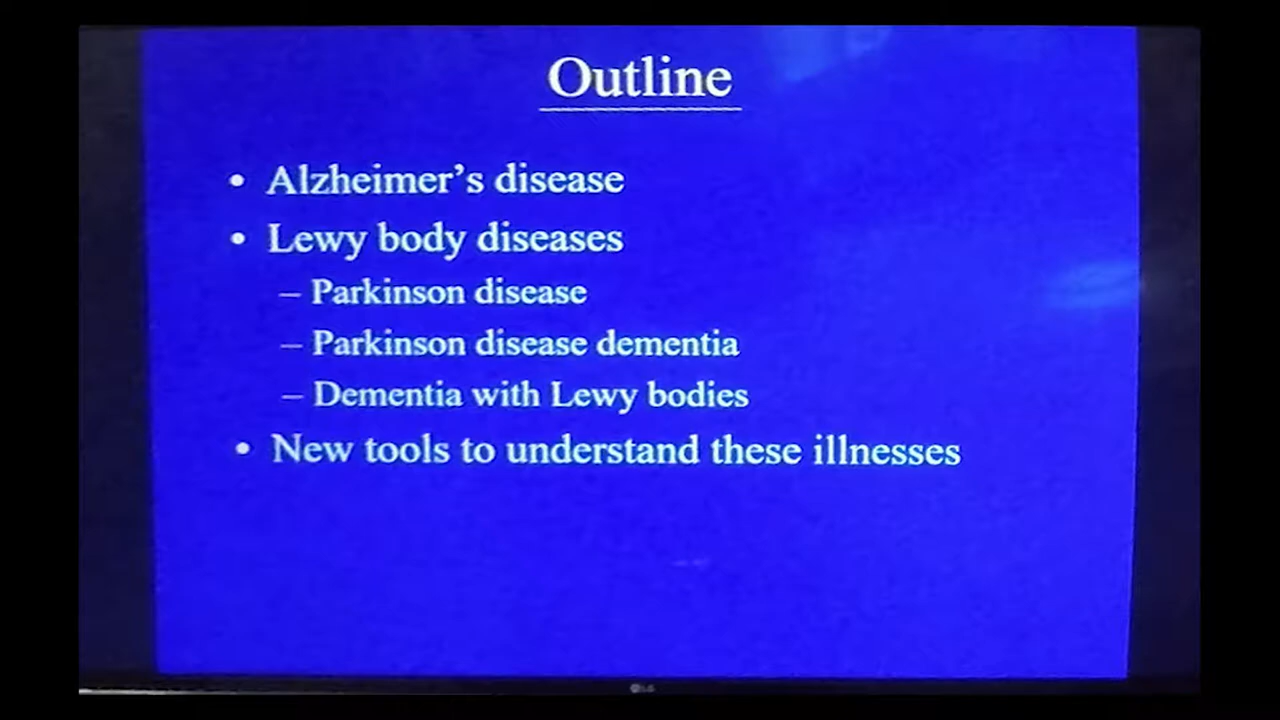 Outline
• Alzheimer's disease
• Lewy body diseases
– Parkinson disease
– Parkinson disease dementia
– Dementia with Lewy bodies
• New tools to understand these illnesses
LG